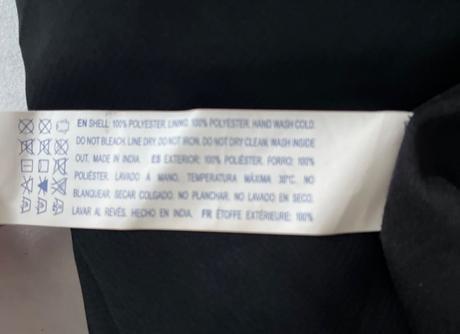 EN SHELL: 100% POLYESTER. LINING: 100% POLYESTER. HAND WASH COLD.
DO NOT BLEACH. LINE DRY. DO NOT IRON. DO NOT DRY CLEAN. WASH INSIDE
OUT. MADE IN INDIA. ES EXTERIOR: 100% POLIÉSTER. FORRO: 100%
POLIÉSTER. LAVADO A MANO. TEMPERATURA MÁXIMA 30°C. NO
BLANQUEAR. SECAR COLGADO. NO PLANCHAR. NO LAVADO EN SECO.
LAVAR AL REVÉS. HECHO EN INDIA. FR ÉTOFFE EXTÉRIEURE: 100%